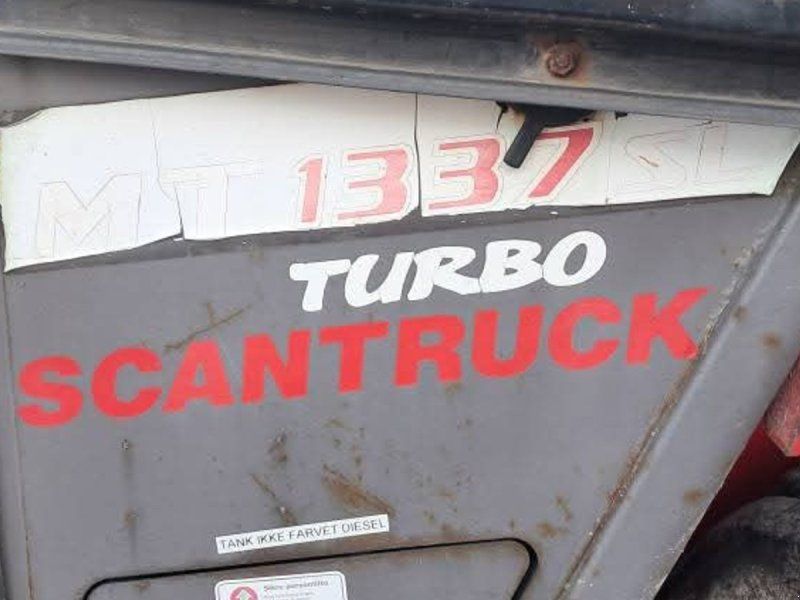 MT 1337 SL
TURBO
SCANTRUCK
TANK IKKE FARVET DIESEL